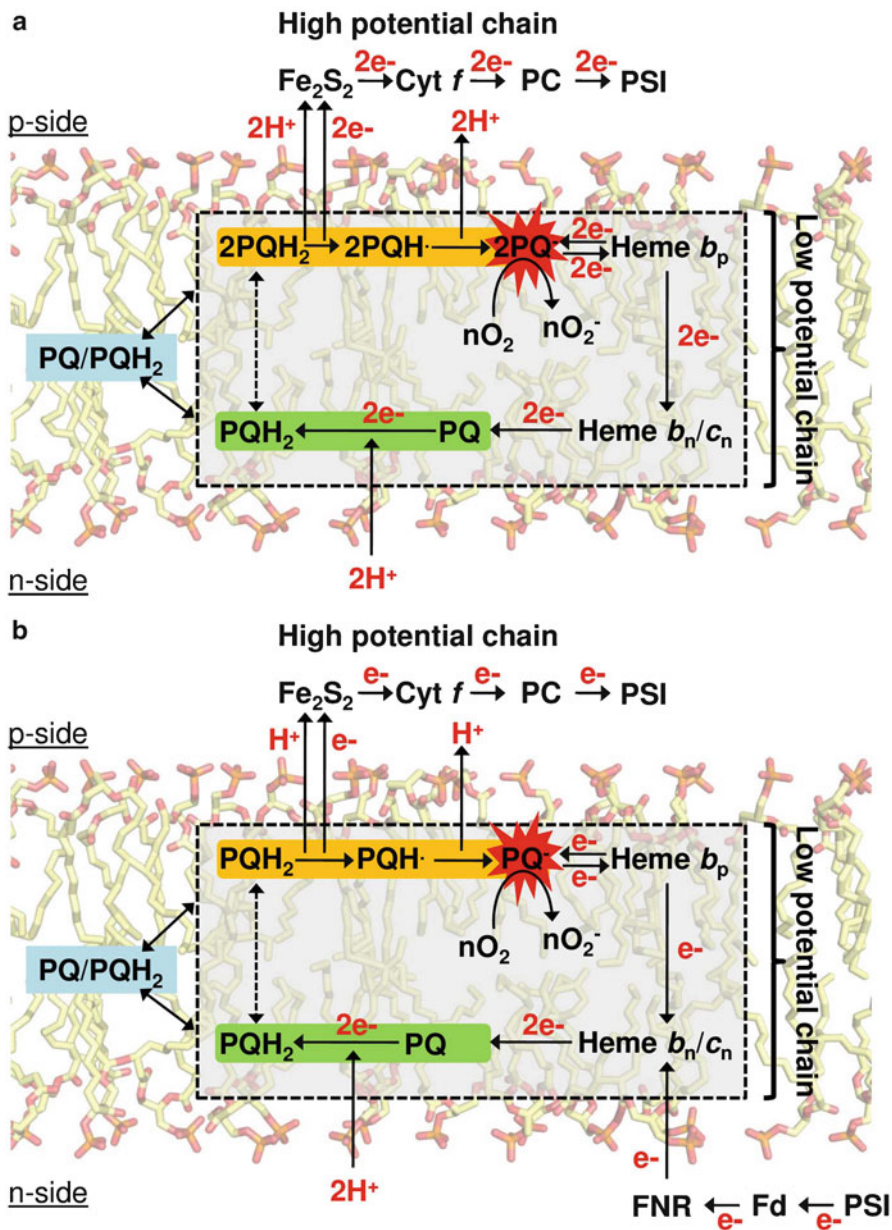 a
High potential chain
Fe₂S₂ 2e- Cyt f 2e- PC 2e- PSI
p-side
2H⁺ 2e- 2H⁺
2PQH₂ 2PQH· 2PQ·⁻ 2e- 2e- Heme bₚ
nO₂ nO₂⁻
2e-
PQ/PQH₂
PQH₂ 2e- PQ 2e- Heme bₙ/cₙ
Low potential chain
2H⁺
n-side
b
High potential chain
Fe₂S₂ e- Cyt f e- PC e- PSI
p-side
H⁺ e- H⁺
PQH₂ PQH· PQ·⁻ e- e- Heme bₚ
nO₂ nO₂⁻
e-
PQ/PQH₂
PQH₂ 2e- PQ 2e- Heme bₙ/cₙ
Low potential chain
2H⁺
e-
n-side
FNR e- Fd e- PSI